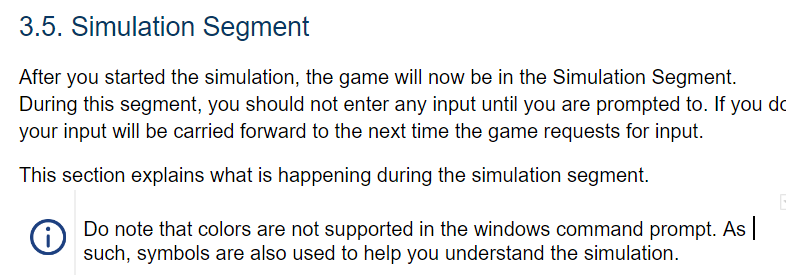 3.5. Simulation Segment
After you started the simulation, the game will now be in the Simulation Segment.
During this segment, you should not enter any input until you are prompted to. If you
your input will be carried forward to the next time the game requests for input.
This section explains what is happening during the simulation segment.
Do note that colors are not supported in the windows command prompt. As
such, symbols are also used to help you understand the simulation.